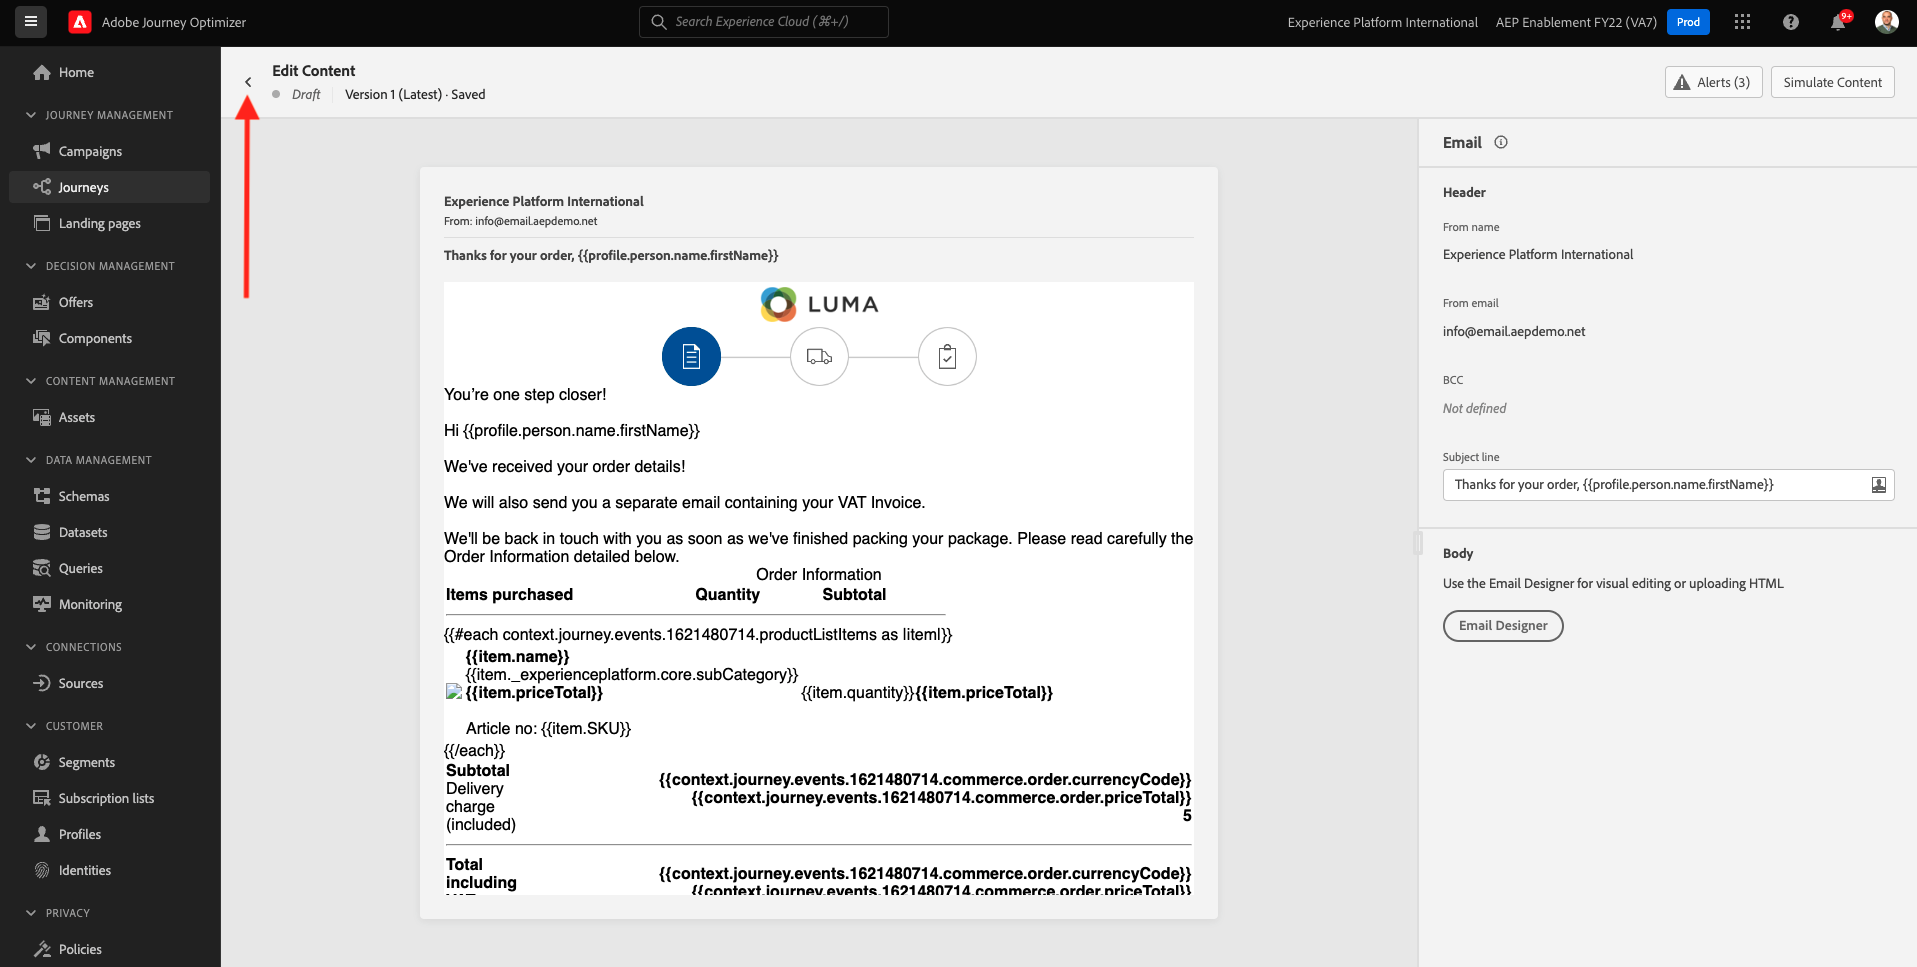 Adobe Journey Optimizer
Search Experience Cloud (⌘+/)
Experience Platform International
AEP Enablement FY22 (VA7)
Prod
9+
Home
JOURNEY MANAGEMENT
Campaigns
Journeys
Landing pages
DECISION MANAGEMENT
Offers
Components
CONTENT MANAGEMENT
Assets
DATA MANAGEMENT
Schemas
Datasets
Queries
Monitoring
CONNECTIONS
Sources
CUSTOMER
Segments
Subscription lists
Profiles
Identities
PRIVACY
Policies
Edit Content
Draft
Version 1 (Latest) · Saved
Alerts (3)
Simulate Content
Experience Platform International
From: info@email.aepdemo.net
Thanks for your order, {{profile.person.name.firstName}}
LUMA
You're one step closer!
Hi {{profile.person.name.firstName}}
We've received your order details!
We will also send you a separate email containing your VAT Invoice.
We'll be back in touch with you as soon as we've finished packing your package. Please read carefully the
Order Information detailed below.
Order Information
Items purchased Quantity Subtotal
{{#each context.journey.events.1621480714.productListItems as |item|}}
{{item.name}}
{{item._experienceplatform.core.subCategory}}
{{item.priceTotal}} {{item.quantity}}{{item.priceTotal}}
Article no: {{item.SKU}}
{{/each}}
Subtotal
Delivery
charge
(included)
{{context.journey.events.1621480714.commerce.order.currencyCode}}
{{context.journey.events.1621480714.commerce.order.priceTotal}}
5
Total
including
{{context.journey.events.1621480714.commerce.order.currencyCode}}
{{context.journey.events.1621480714.commerce.order.priceTotal}}
Email
Header
From name
Experience Platform International
From email
info@email.aepdemo.net
BCC
Not defined
Subject line
Thanks for your order, {{profile.person.name.firstName}}
Body
Use the Email Designer for visual editing or uploading HTML
Email Designer